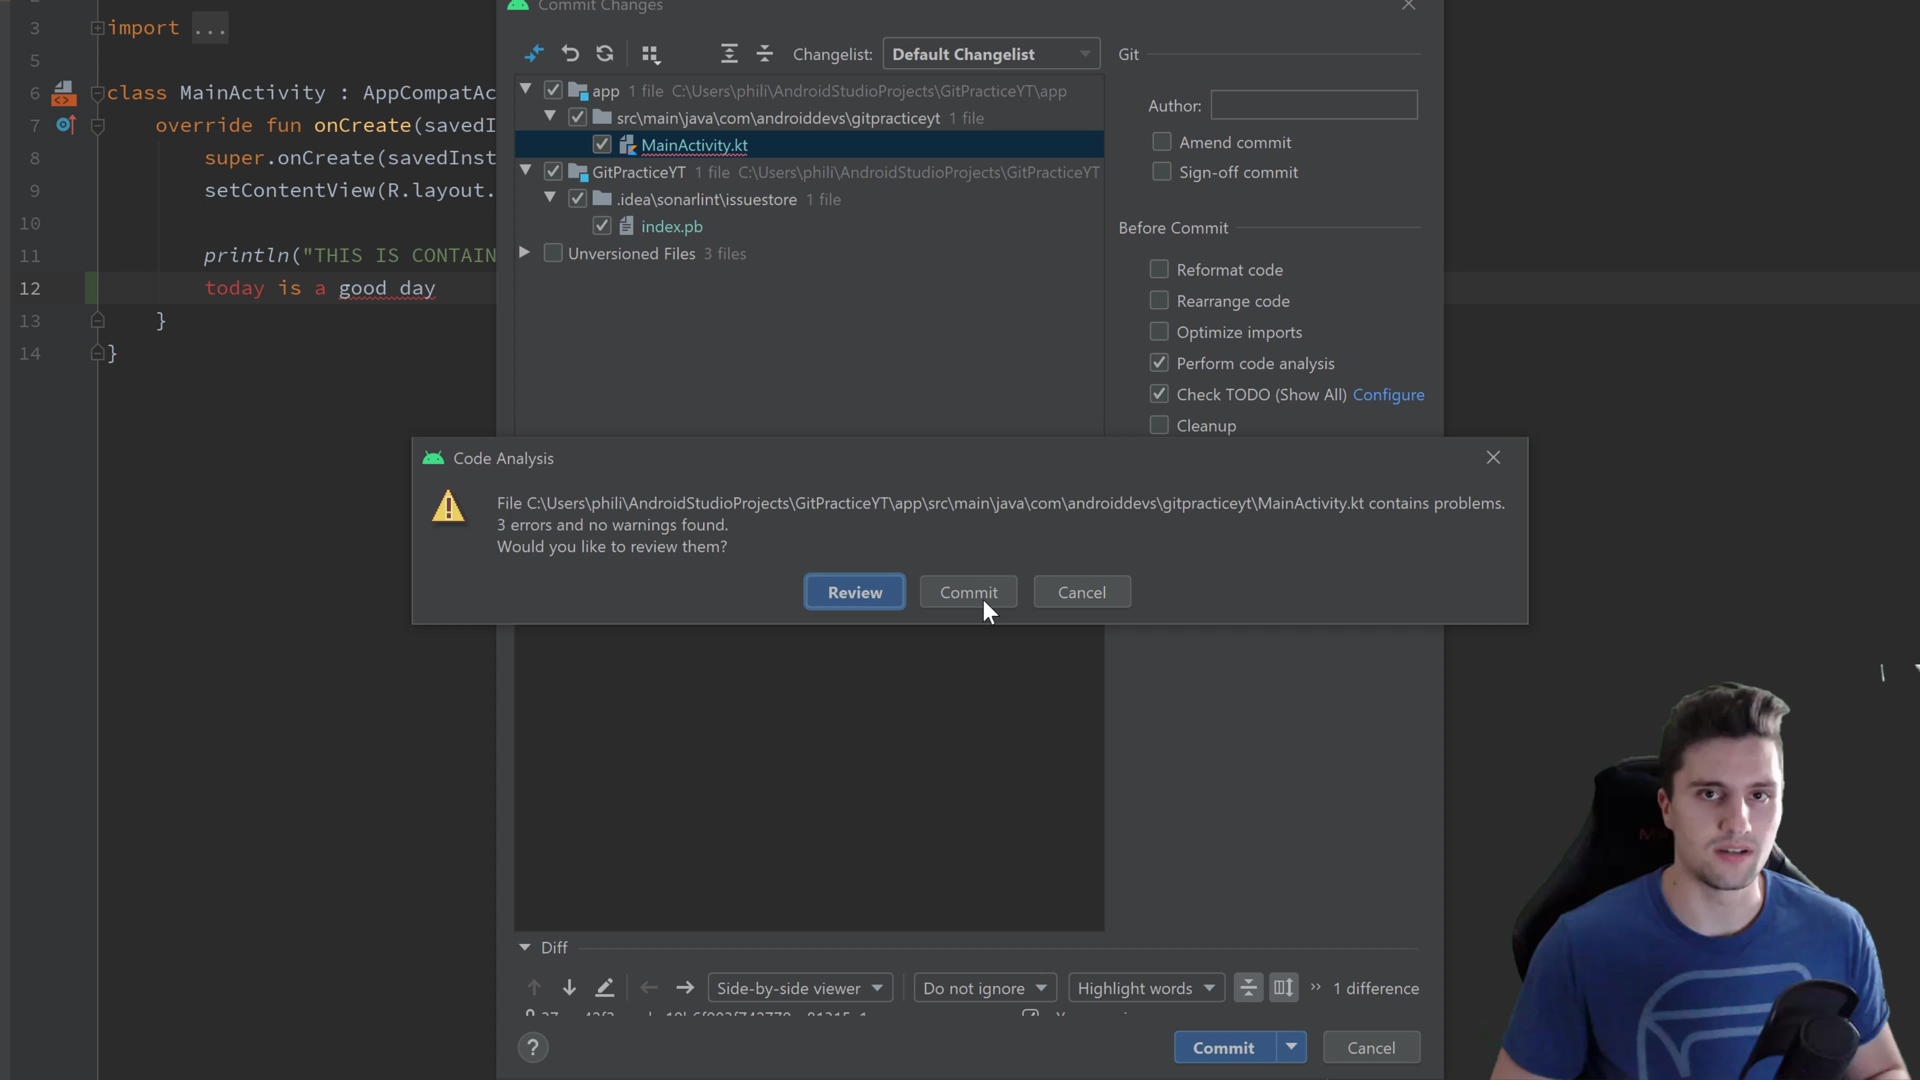 Commit Changes
3 import ...
5
6 class MainActivity : AppCompatAc
7 override fun onCreate(savedI
8 super.onCreate(savedInst
9 setContentView(R.layout.
10
11 println("THIS IS CONTAIN
12 today is a good day
13 }
14 }
Changelist: Default Changelist
app 1 file C:\Users\phili\AndroidStudioProjects\GitPracticeYT\app
src\main\java\com\androiddevs\gitpracticeyt 1 file
MainActivity.kt
GitPracticeYT 1 file C:\Users\phili\AndroidStudioProjects\GitPracticeYT
.idea\sonarlint\issuestore 1 file
index.pb
Unversioned Files 3 files
Git
Author:
Amend commit
Sign-off commit
Before Commit
Reformat code
Rearrange code
Optimize imports
Perform code analysis
Check TODO (Show All) Configure
Cleanup
Code Analysis
File C:\Users\phili\AndroidStudioProjects\GitPracticeYT\app\src\main\java\com\androiddevs\gitpracticeyt\MainActivity.kt contains problems.
3 errors and no warnings found.
Would you like to review them?
Review Commit Cancel
Diff
Side-by-side viewer Do not ignore Highlight words » 1 difference
? Commit Cancel